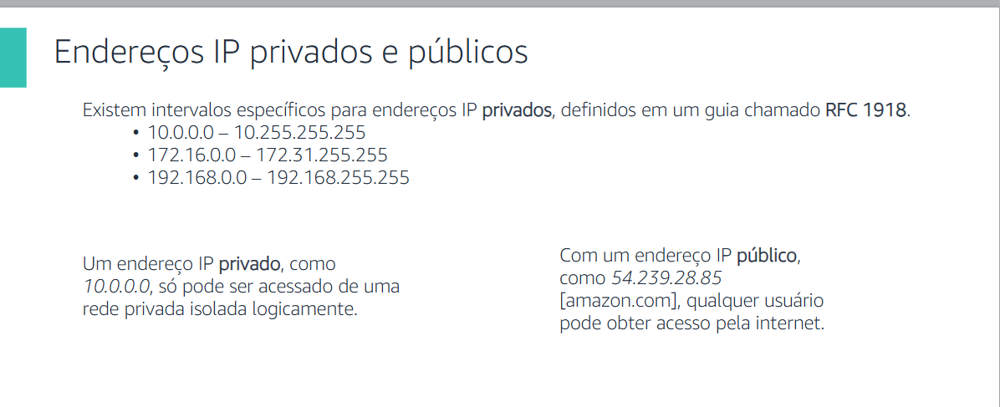 Endereços IP privados e públicos
Existem intervalos específicos para endereços IP privados, definidos em um guia chamado RFC 1918.
• 10.0.0.0 – 10.255.255.255
• 172.16.0.0 – 172.31.255.255
• 192.168.0.0 – 192.168.255.255
Um endereço IP privado, como
10.0.0.0, só pode ser acessado de uma
rede privada isolada logicamente.
Com um endereço IP público,
como 54.239.28.85
[amazon.com], qualquer usuário
pode obter acesso pela internet.